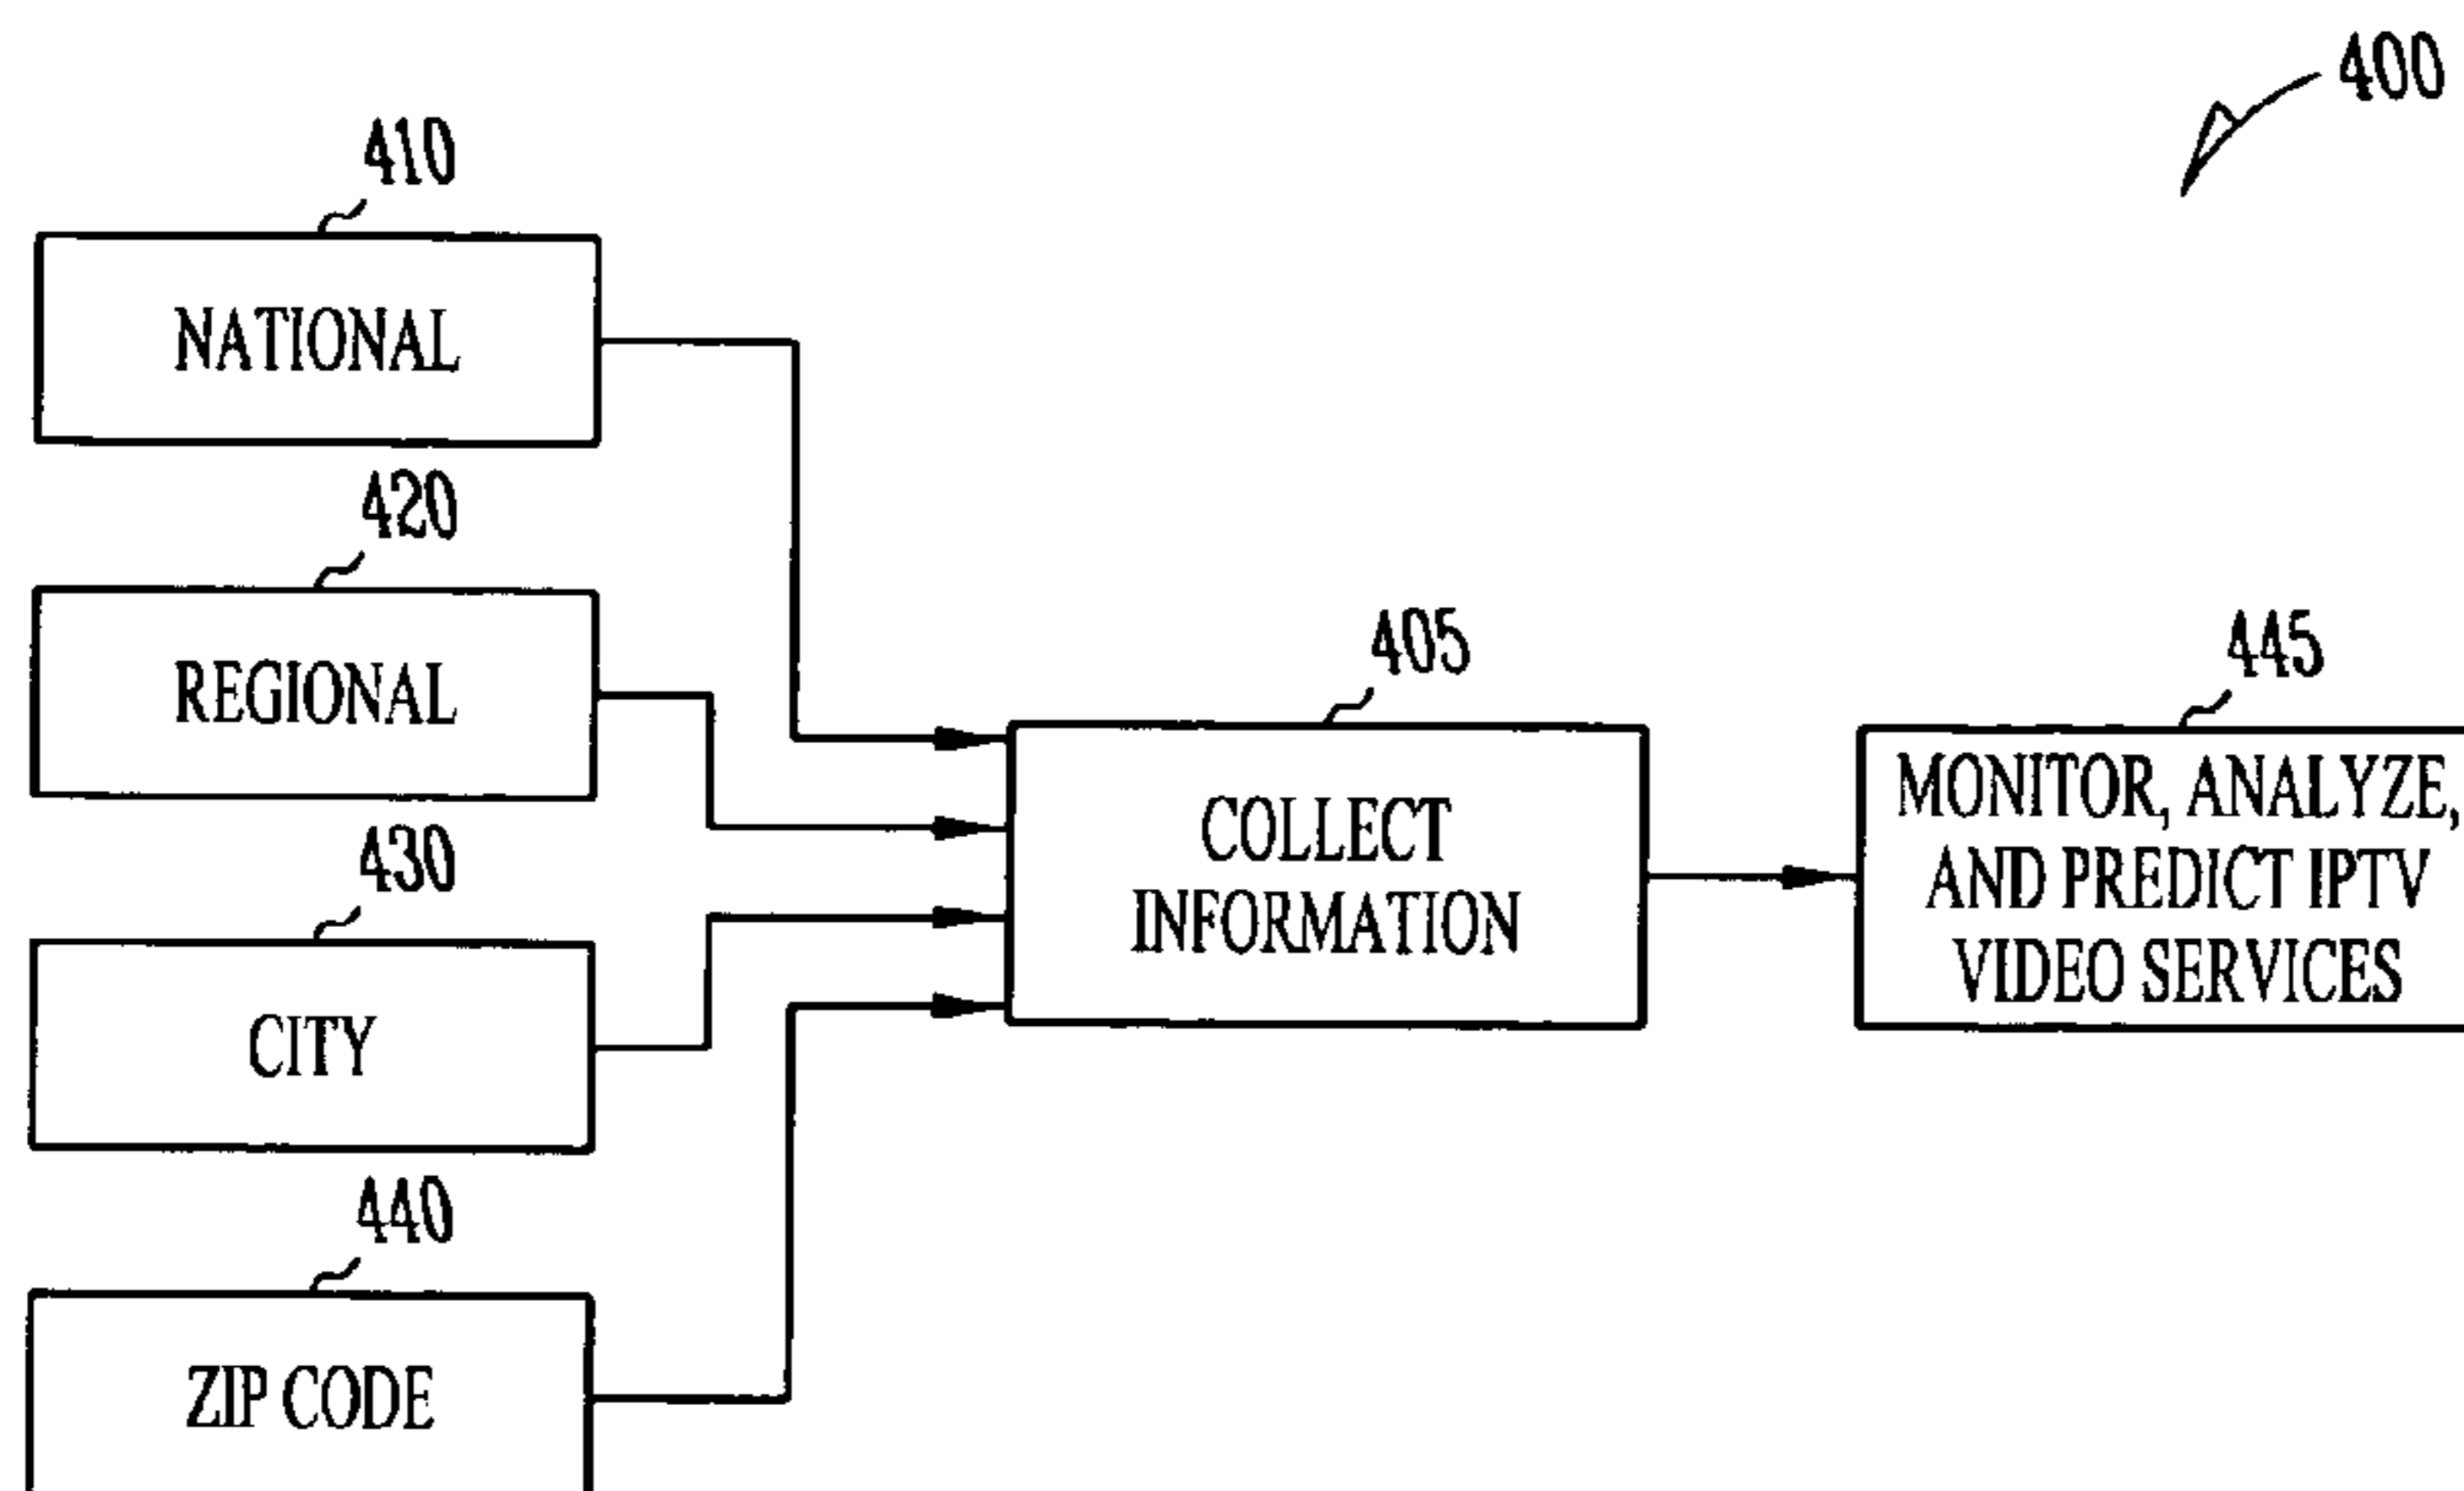 400
410
NATIONAL
420
REGIONAL
430
CITY
440
ZIP CODE
405
COLLECT
INFORMATION
445
MONITOR, ANALYZE,
AND PREDICT IPTV
VIDEO SERVICES